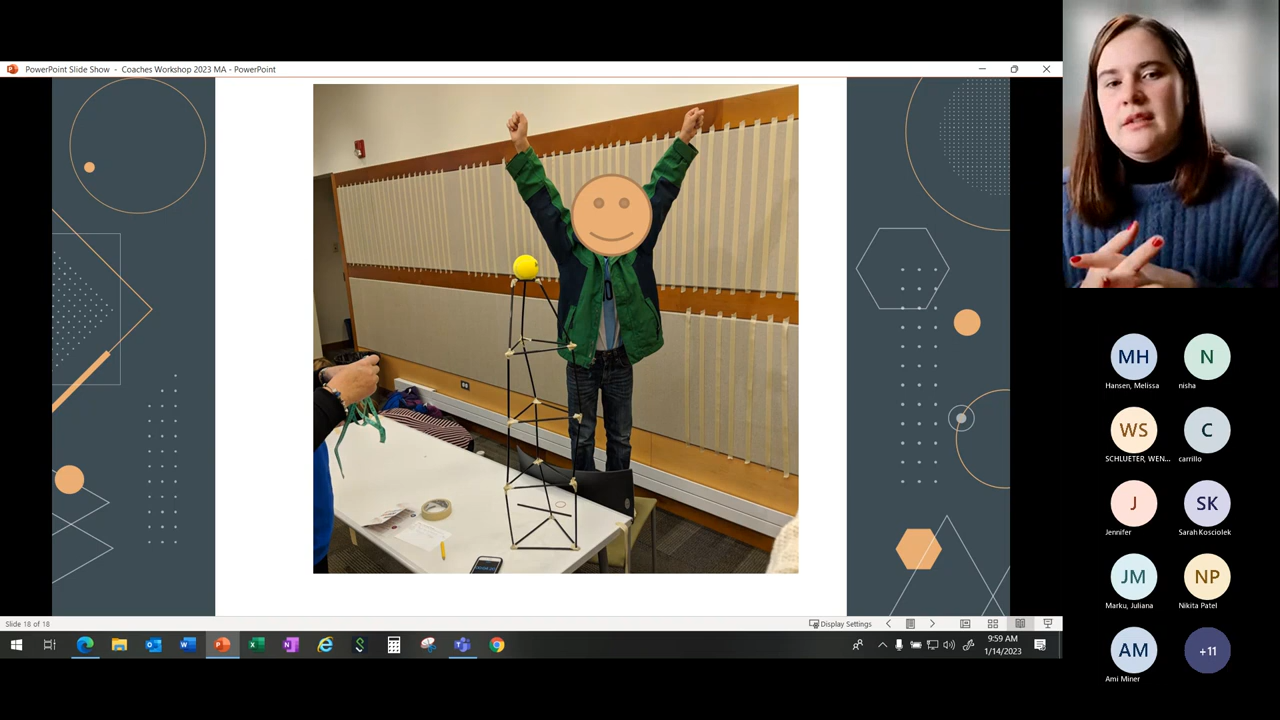 PowerPoint Slide Show - Coaches Workshop 2023 MA - PowerPoint
MH
Hansen, Melissa
N
nisha
WS
SCHLUETER, WEN...
C
carrillo
J
Jennifer
SK
Sarah Kosciolek
JM
Marku, Juliana
NP
Nikita Patel
AM
Ami Miner
+11
Slide 18 of 18
Display Settings
9:59 AM
1/14/2023